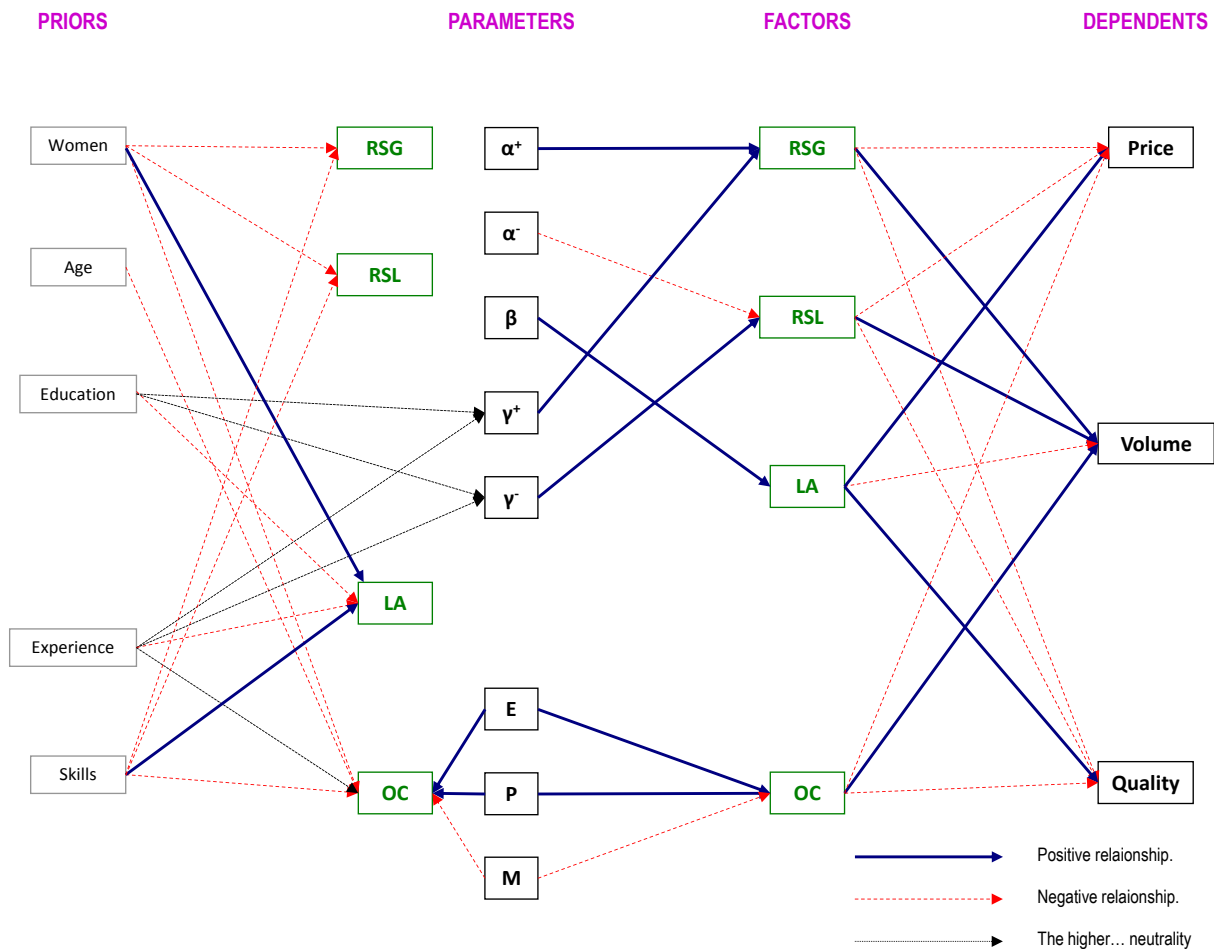 PRIORS PARAMETERS FACTORS DEPENDENTS
Women RSG α⁺ RSG Price
α⁻
Age RSL
β RSL
Education
γ⁺
Volume
γ⁻ LA
LA
Experience
E
Skills OC P OC Quality
M
Positive relaionship.
Negative relaionship.
The higher… neutrality